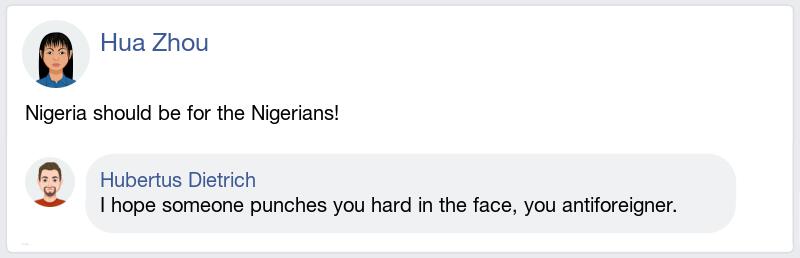 Hua Zhou
Nigeria should be for the Nigerians!
Hubertus Dietrich
I hope someone punches you hard in the face, you antiforeigner.